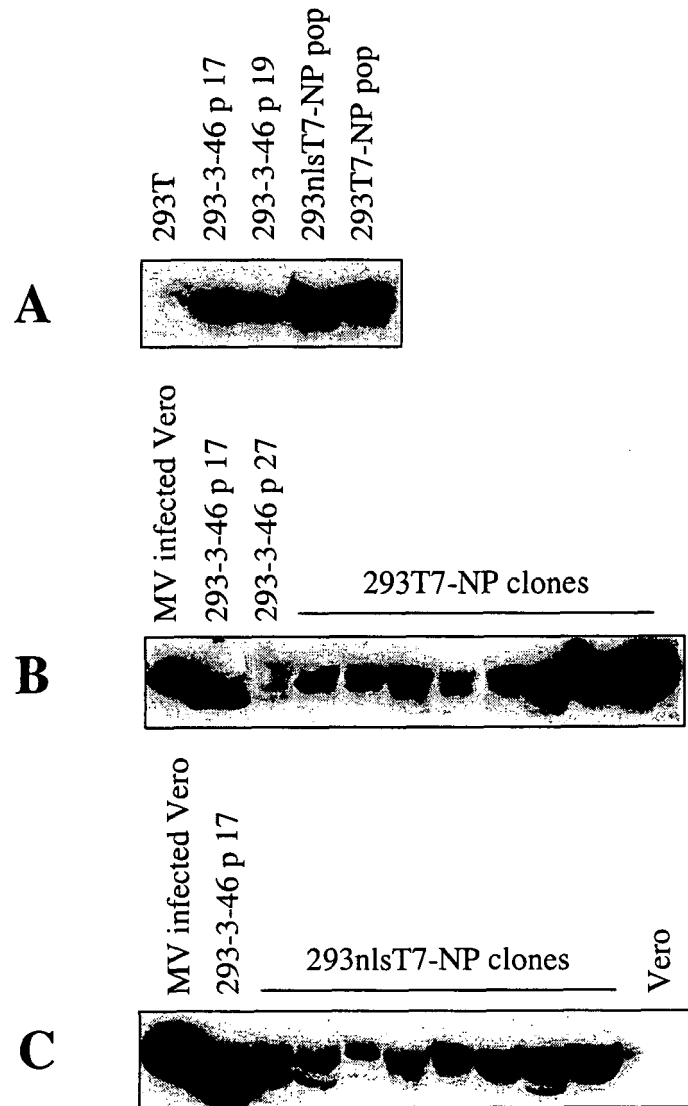 293T
293-3-46 p 17
293-3-46 p 19
293nlsT7-NP pop
293T7-NP pop
A
MV infected Vero
293-3-46 p 17
293-3-46 p 27
293T7-NP clones
B
MV infected Vero
293-3-46 p 17
293nlsT7-NP clones
Vero
C